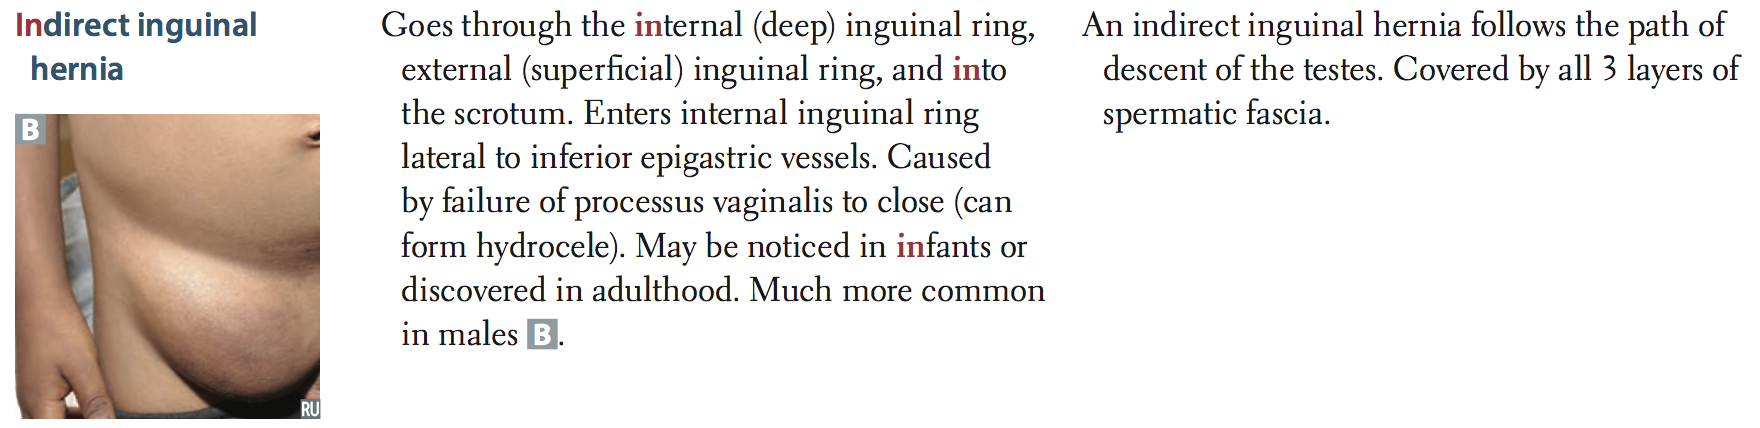 Indirect inguinal
hernia
B
RU
Goes through the internal (deep) inguinal ring,
external (superficial) inguinal ring, and into
the scrotum. Enters internal inguinal ring
lateral to inferior epigastric vessels. Caused
by failure of processus vaginalis to close (can
form hydrocele). May be noticed in infants or
discovered in adulthood. Much more common
in males B.
An indirect inguinal hernia follows the path of
descent of the testes. Covered by all 3 layers of
spermatic fascia.